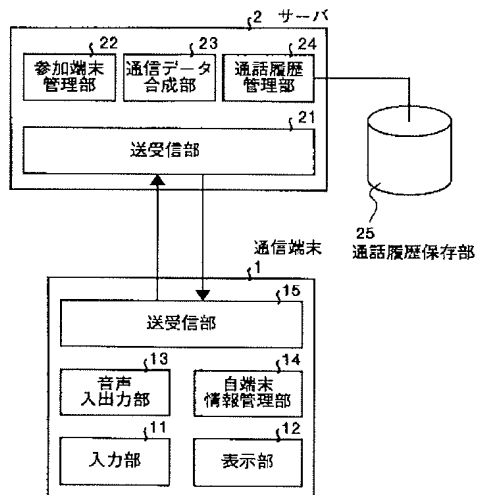 2 サーバ
22
23
24
参加端末
管理部
通信データ
合成部
通話履歴
管理部
21
送受信部
25
通話履歴保存部
通信端末
1
15
送受信部
13
14
音声
入出力部
自端末
情報管理部
11
12
入力部
表示部